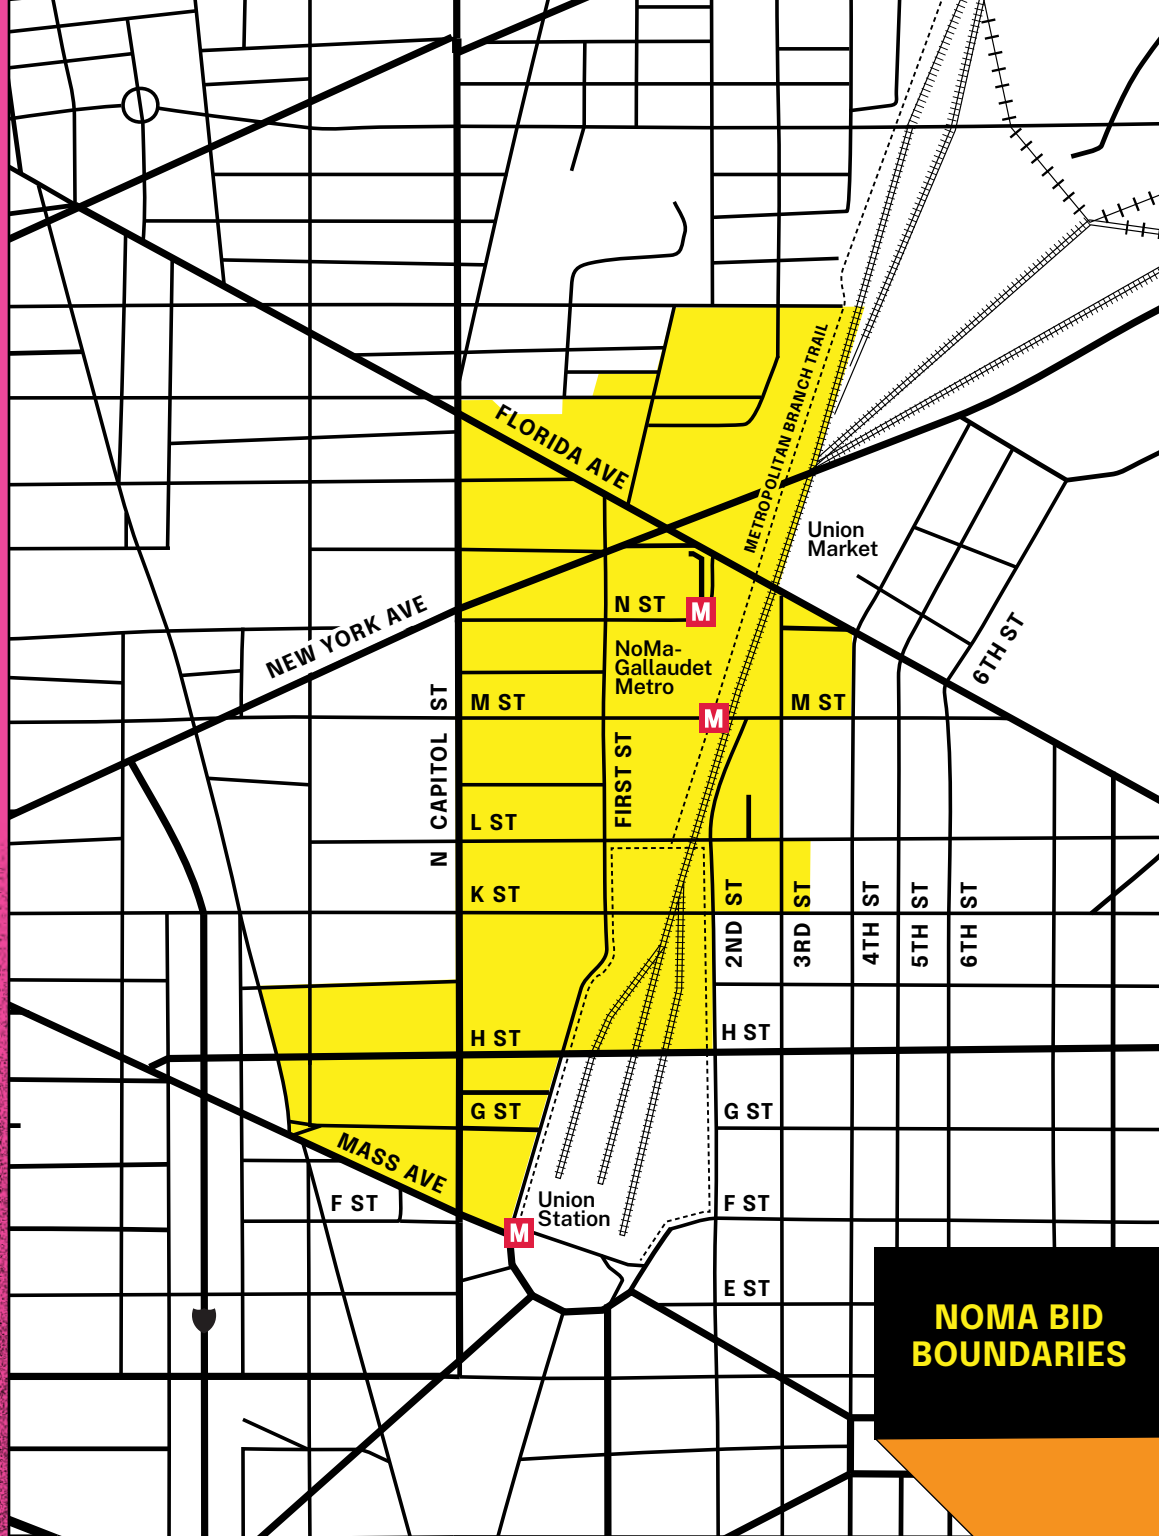 METROPOLITAN BRANCH TRAIL
FLORIDA AVE
Union
Market
NEW YORK AVE
N ST
M
6TH ST
NoMa-
Gallaudet
Metro
M ST
M
M ST
N CAPITOL ST
FIRST ST
L ST
K ST
2ND ST
3RD ST
4TH ST
5TH ST
6TH ST
H ST
H ST
G ST
G ST
MASS AVE
F ST
Union
Station
F ST
M
E ST
NOMA BID
BOUNDARIES